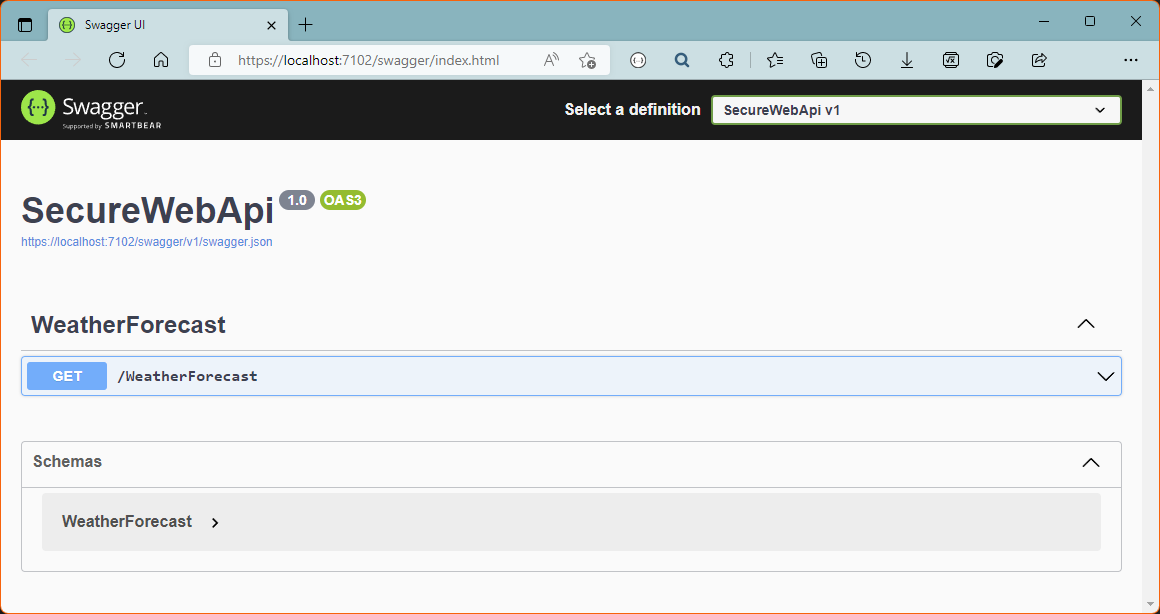 Swagger UI
https://localhost:7102/swagger/index.html
Swagger
Supported by SMARTBEAR
Select a definition
SecureWebApi v1
SecureWebApi 1.0 OAS3
https://localhost:7102/swagger/v1/swagger.json
WeatherForecast
GET /WeatherForecast
Schemas
WeatherForecast